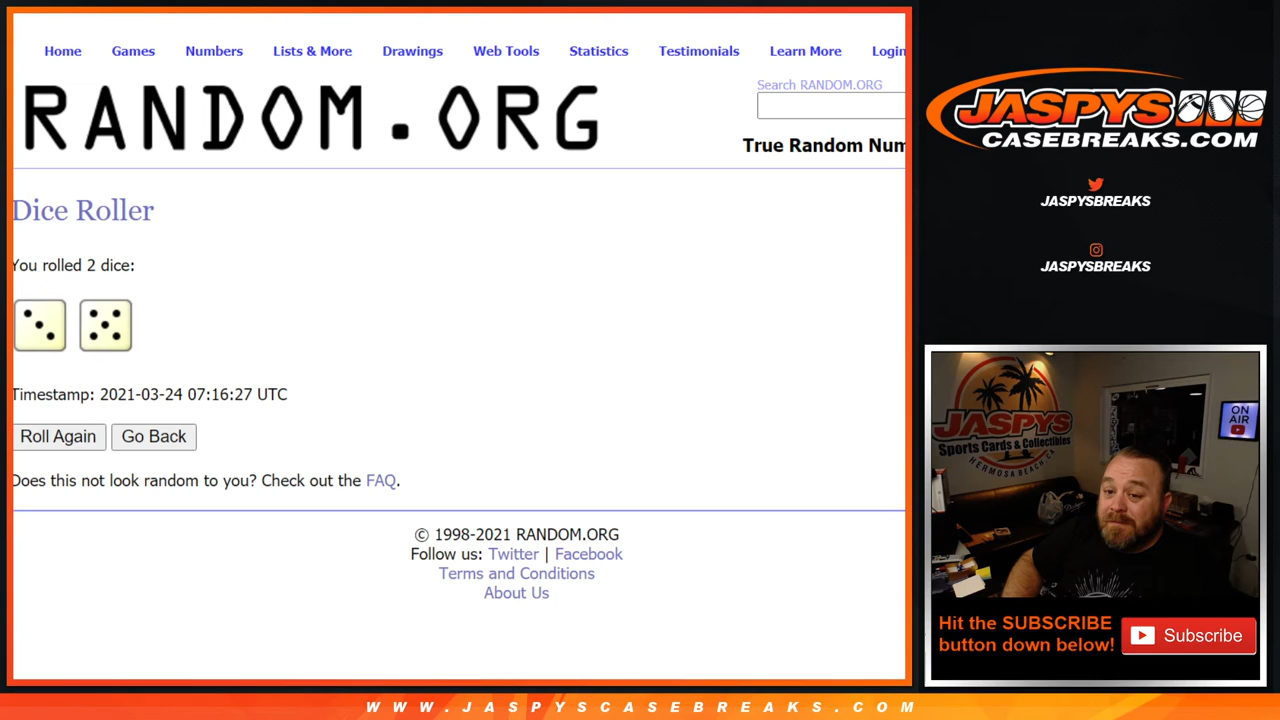 Home Games Numbers Lists & More Drawings Web Tools Statistics Testimonials Learn More Login
RANDOM.ORG
Search RANDOM.ORG
True Random Num
Dice Roller
You rolled 2 dice:
Timestamp: 2021-03-24 07:16:27 UTC
Roll Again Go Back
Does this not look random to you? Check out the FAQ.
© 1998-2021 RANDOM.ORG
Follow us: Twitter | Facebook
Terms and Conditions
About Us
JASPYS
CASEBREAKS.COM
JASPYSBREAKS
JASPYSBREAKS
JASPYS
Sports Cards & Collectibles
HERMOSA BEACH, CA
ON
AIR
Hit the SUBSCRIBE
button down below!
Subscribe
WWW.JASPYSCASEBREAKS.COM